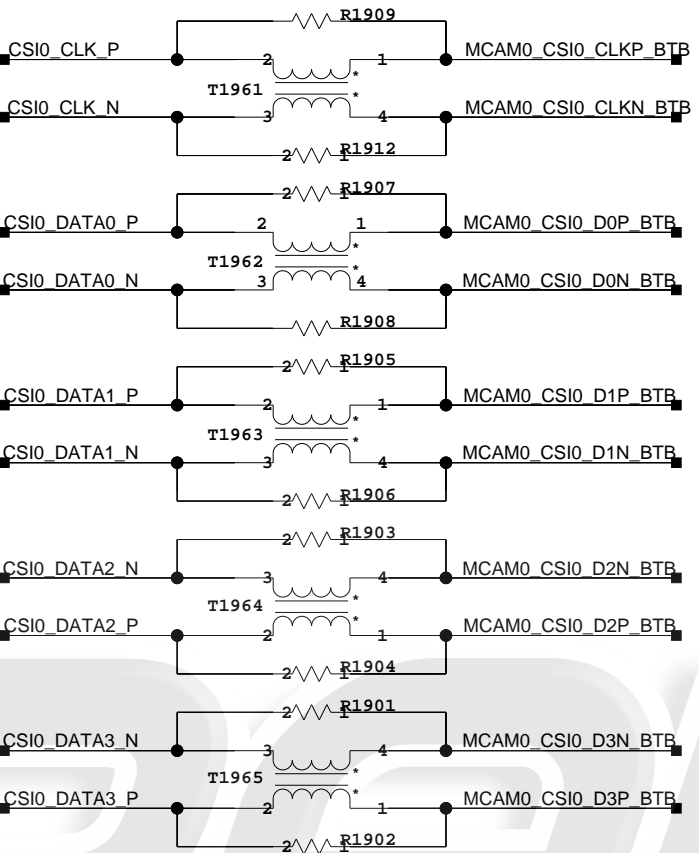 R1909
CSI0_CLK_P 2 1 MCAM0_CSI0_CLKP_BTB
T1961 *
*
CSI0_CLK_N 3 4 MCAM0_CSI0_CLKN_BTB
2 1 R1912
2 1 R1907
CSI0_DATA0_P 2 1 MCAM0_CSI0_D0P_BTB
T1962 *
*
CSI0_DATA0_N 3 4 MCAM0_CSI0_D0N_BTB
R1908
2 1 R1905
CSI0_DATA1_P 2 1 MCAM0_CSI0_D1P_BTB
T1963 *
*
CSI0_DATA1_N 3 4 MCAM0_CSI0_D1N_BTB
2 1 R1906
2 1 R1903
CSI0_DATA2_N 3 4 MCAM0_CSI0_D2N_BTB
T1964 *
*
CSI0_DATA2_P 2 1 MCAM0_CSI0_D2P_BTB
2 1 R1904
2 1 R1901
CSI0_DATA3_N 3 4 MCAM0_CSI0_D3N_BTB
T1965 *
*
CSI0_DATA3_P 2 1 MCAM0_CSI0_D3P_BTB
2 1 R1902